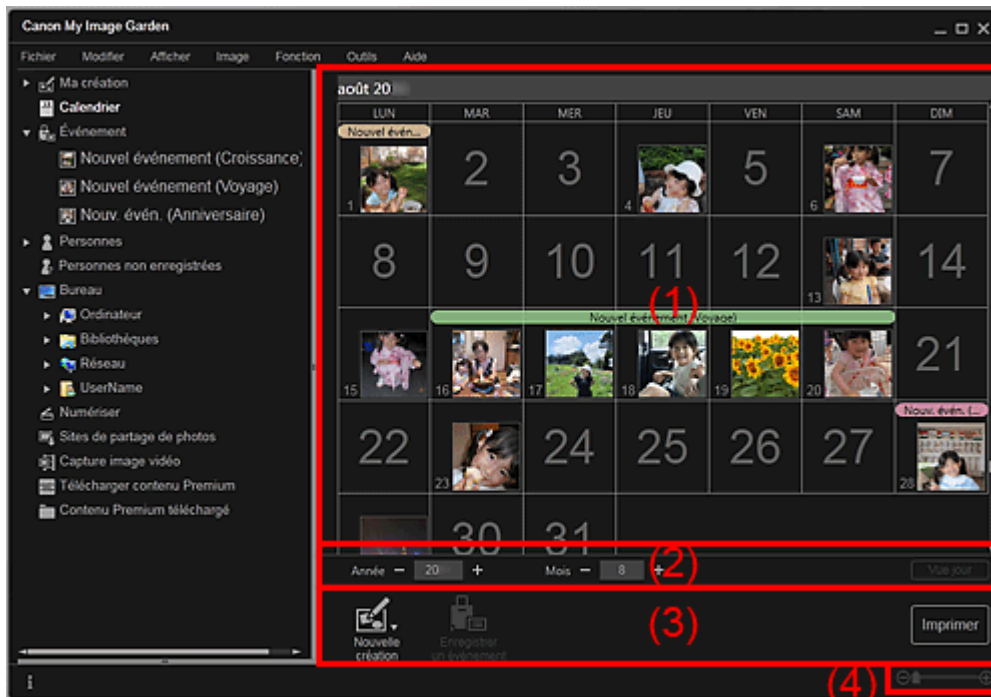 Canon My Image Garden
Fichier Modifier Afficher Image Fonction Outils Aide
Ma création
Calendrier
Événement
Nouvel événement (Croissance)
Nouvel événement (Voyage)
Nouv. évén. (Anniversaire)
Personnes
Personnes non enregistrées
Bureau
Ordinateur
Bibliothèques
Réseau
UserName
Numériser
Sites de partage de photos
Capture image vidéo
Télécharger contenu Premium
Contenu Premium téléchargé
août 20
LUN MAR MER JEU VEN SAM DIM
Nouvel évén...
1 2 3 4 5 6 7
8 9 10 11 12 13 14
(1)
Nouvel événement (Voyage)
15 16 17 18 19 20 21
Nouv. évén. (...
22 23 24 25 26 27 28
30 31
Année − 20 + Mois − 8 + (2) Vue jour
Nouvelle création
Enregistrer un événement
(3)
Imprimer
(4)